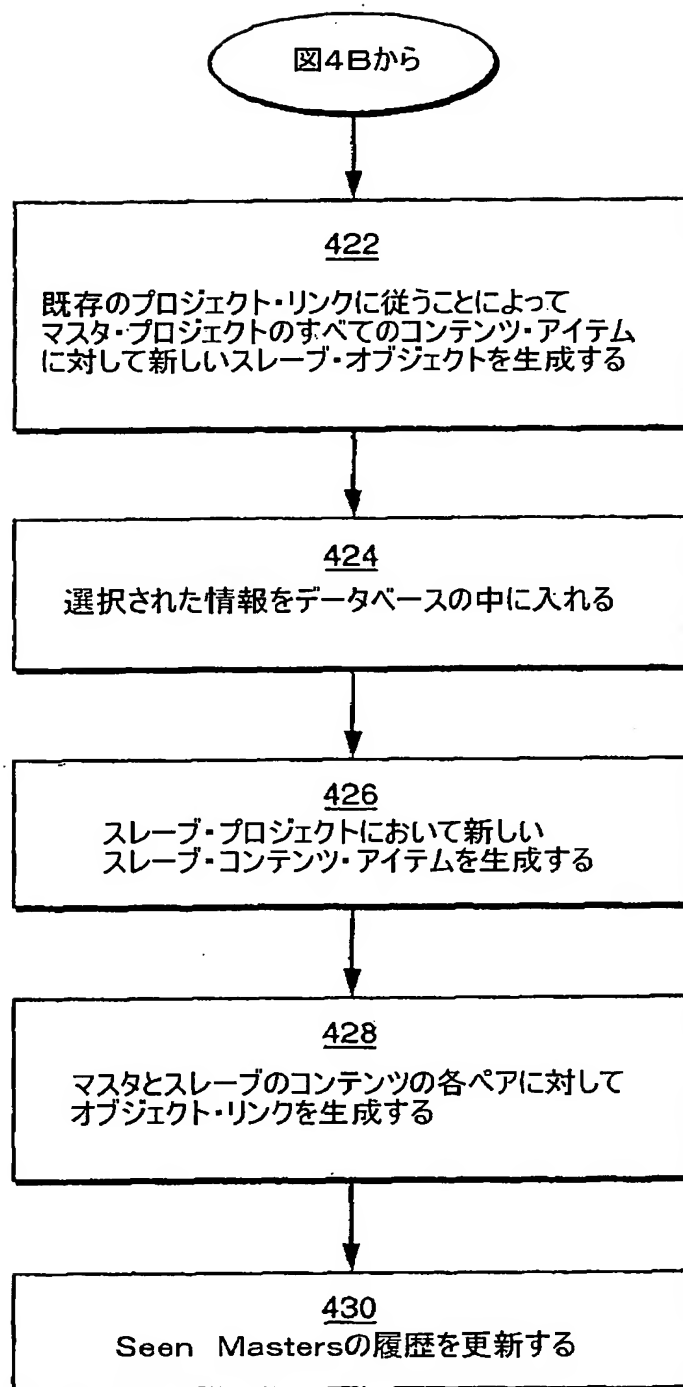 図4Bから
422
既存のプロジェクト・リンクに従うことによって
マスタ・プロジェクトのすべてのコンテンツ・アイテム
に対して新しいスレーブ・オブジェクトを生成する
424
選択された情報をデータベースの中に入れる
426
スレーブ・プロジェクトにおいて新しい
スレーブ・コンテンツ・アイテムを生成する
428
マスタとスレーブのコンテンツの各ペアに対して
オブジェクト・リンクを生成する
430
Seen Mastersの履歴を更新する